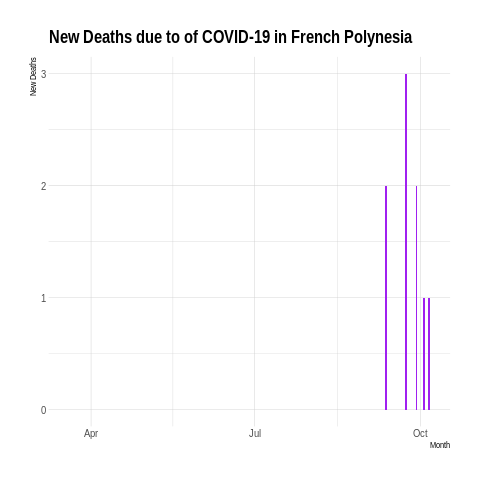 New Deaths due to of COVID-19 in French Polynesia
New Deaths
3
2
1
0
Apr
Jul
Oct
Month